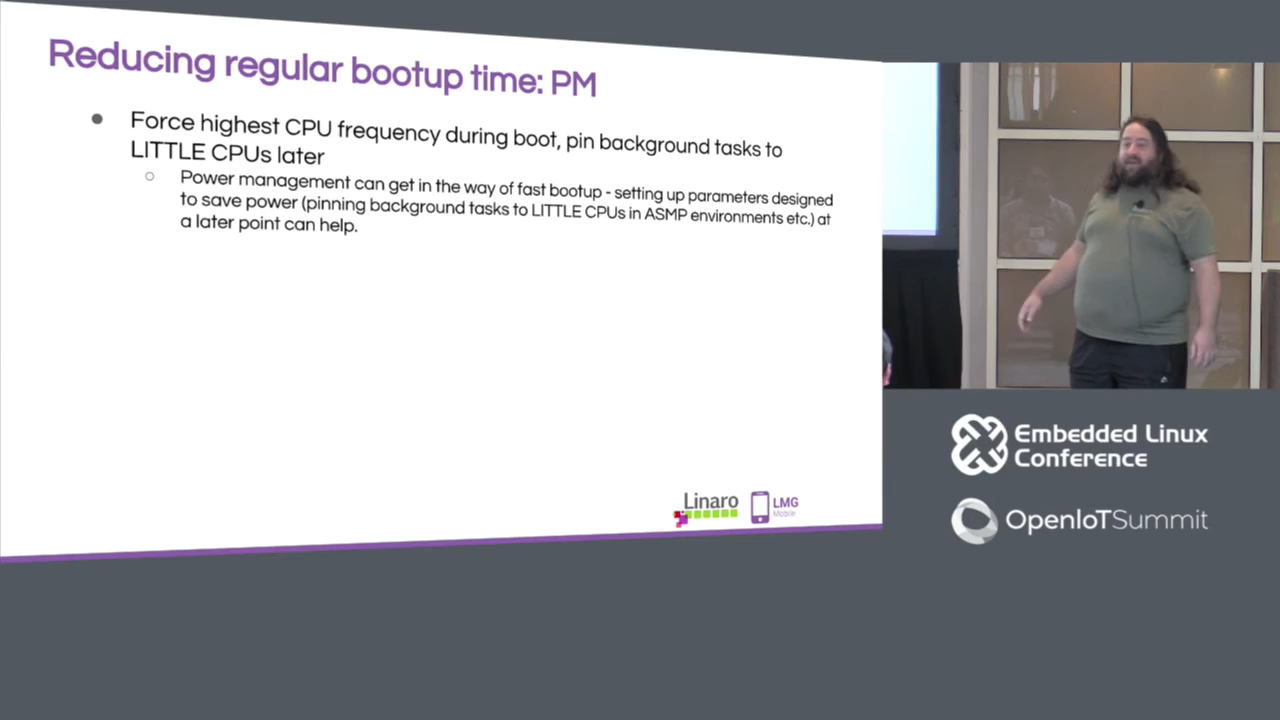 Reducing regular bootup time: PM
Force highest CPU frequency during boot, pin background tasks to
LITTLE CPUs later
Power management can get in the way of fast bootup - setting up parameters designed
to save power (pinning background tasks to LITTLE CPUs in ASMP environments etc.) at
a later point can help.
Linaro
LMG
Mobile
Embedded Linux
Conference
OpenIoTSummit